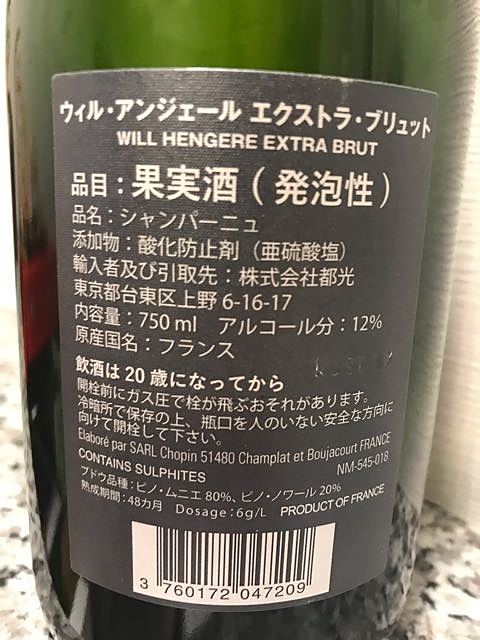 ウィル・アンジェール エクストラ・ブリュット
WILL HENGERE EXTRA BRUT
品目：果実酒（発泡性）
品名：シャンパーニュ
添加物：酸化防止剤（亜硫酸塩）
輸入者及び引取先：株式会社都光
東京都台東区上野 6-16-17
内容量：750 ml アルコール分：12%
原産国名：フランス
飲酒は 20 歳になってから
開栓前にガス圧で栓が飛ぶおそれがあります。
冷暗所で保存の上、瓶口を人のいない安全な方向に
向けて開栓して下さい。
Elaboré par SARL Chopin 51480 Champlat et Boujacourt FRANCE
NM-545-018
CONTAINS SULPHITES
ブドウ品種：ピノ・ムニエ 80%、ピノ・ノワール 20%
熟成期間：48カ月 Dosage：6g/L PRODUCT OF FRANCE
3 760172 047209